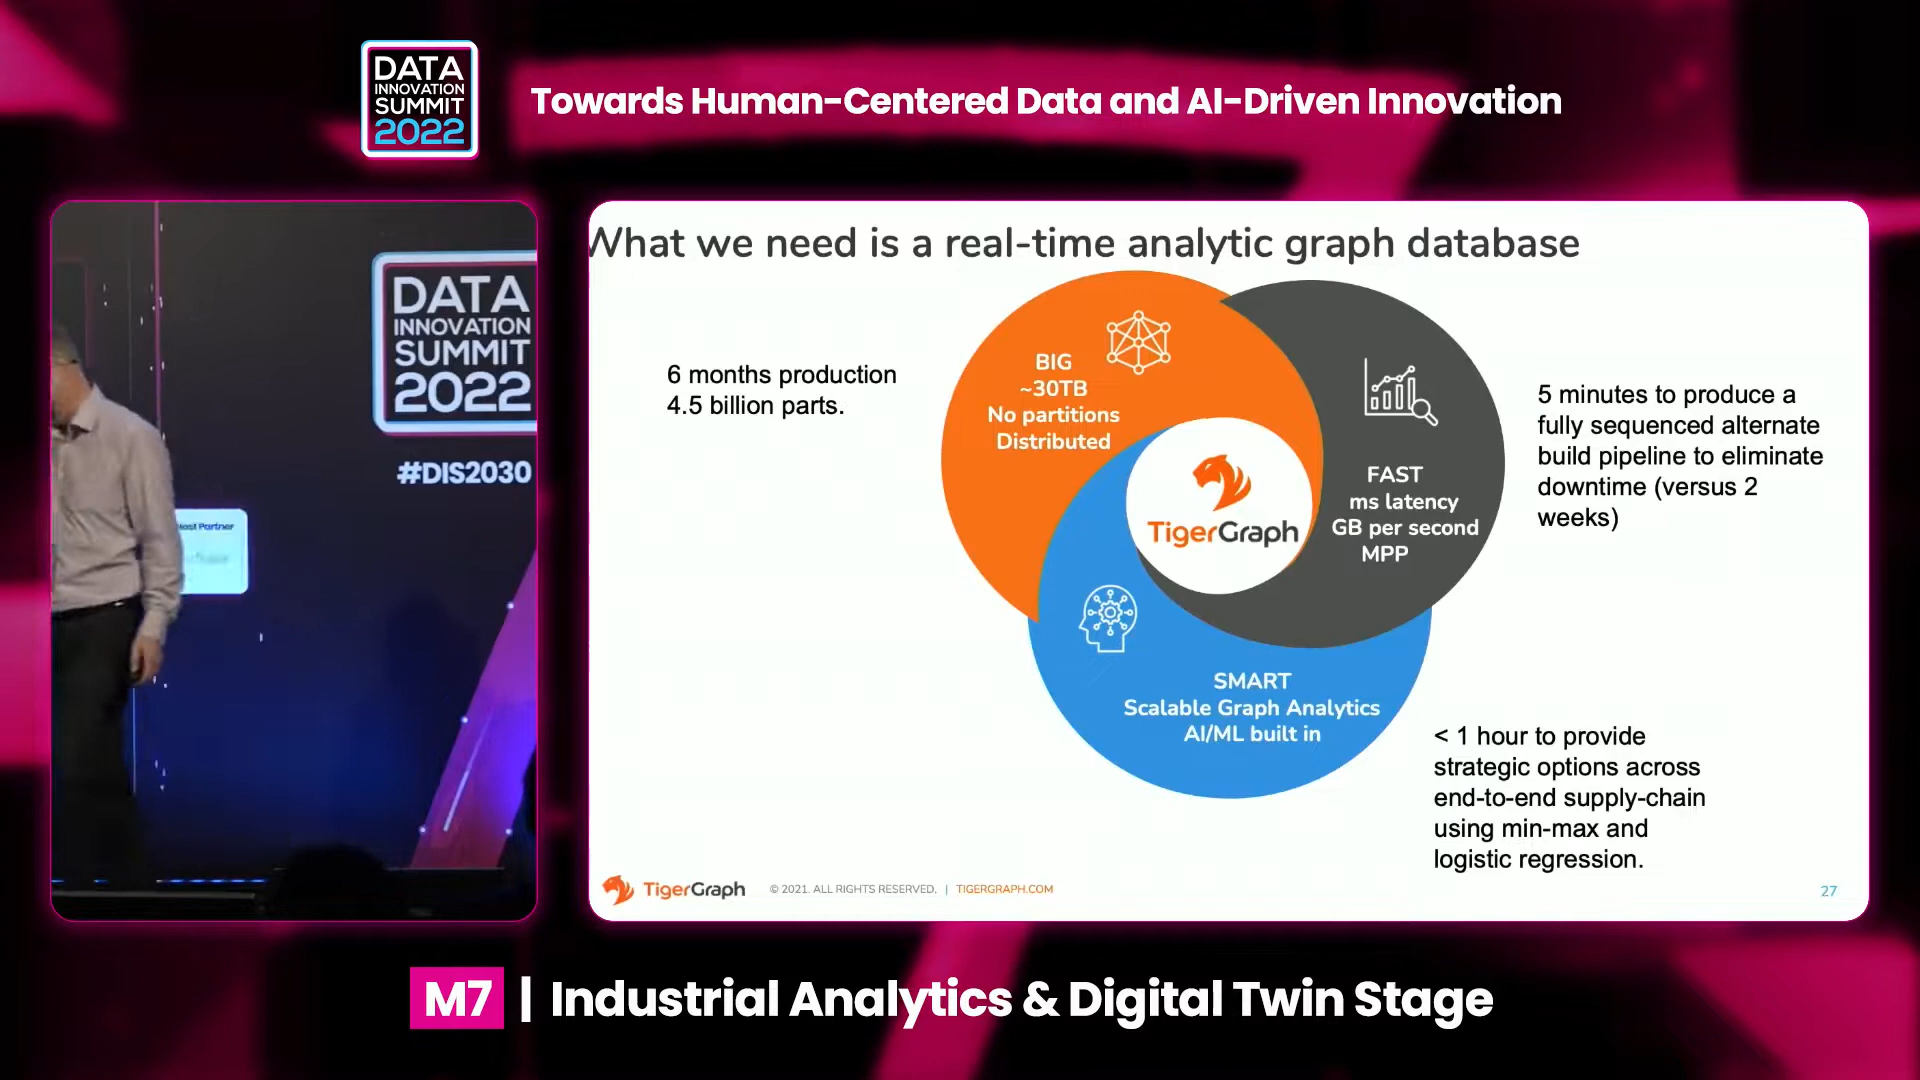 DATA
INNOVATION
SUMMIT
2022
Towards Human-Centered Data and AI-Driven Innovation
DATA
INNOVATION
SUMMIT
2022
#DIS2030
Host Partner
What we need is a real-time analytic graph database
6 months production
4.5 billion parts.
BIG
~30TB
No partitions
Distributed
TigerGraph
FAST
ms latency
GB per second
MPP
5 minutes to produce a
fully sequenced alternate
build pipeline to eliminate
downtime (versus 2
weeks)
SMART
Scalable Graph Analytics
AI/ML built in
< 1 hour to provide
strategic options across
end-to-end supply-chain
using min-max and
logistic regression.
TigerGraph
© 2021. ALL RIGHTS RESERVED. | TIGERGRAPH.COM
27
M7 | Industrial Analytics & Digital Twin Stage